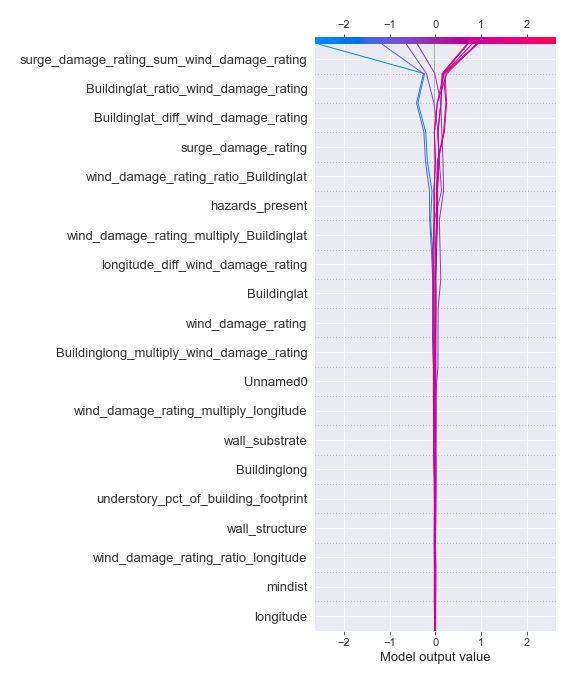 −2 −1 0 1 2
surge_damage_rating_sum_wind_damage_rating
Buildinglat_ratio_wind_damage_rating
Buildinglat_diff_wind_damage_rating
surge_damage_rating
wind_damage_rating_ratio_Buildinglat
hazards_present
wind_damage_rating_multiply_Buildinglat
longitude_diff_wind_damage_rating
Buildinglat
wind_damage_rating
Buildinglong_multiply_wind_damage_rating
Unnamed0
wind_damage_rating_multiply_longitude
wall_substrate
Buildinglong
understory_pct_of_building_footprint
wall_structure
wind_damage_rating_ratio_longitude
mindist
longitude
−2 −1 0 1 2
Model output value